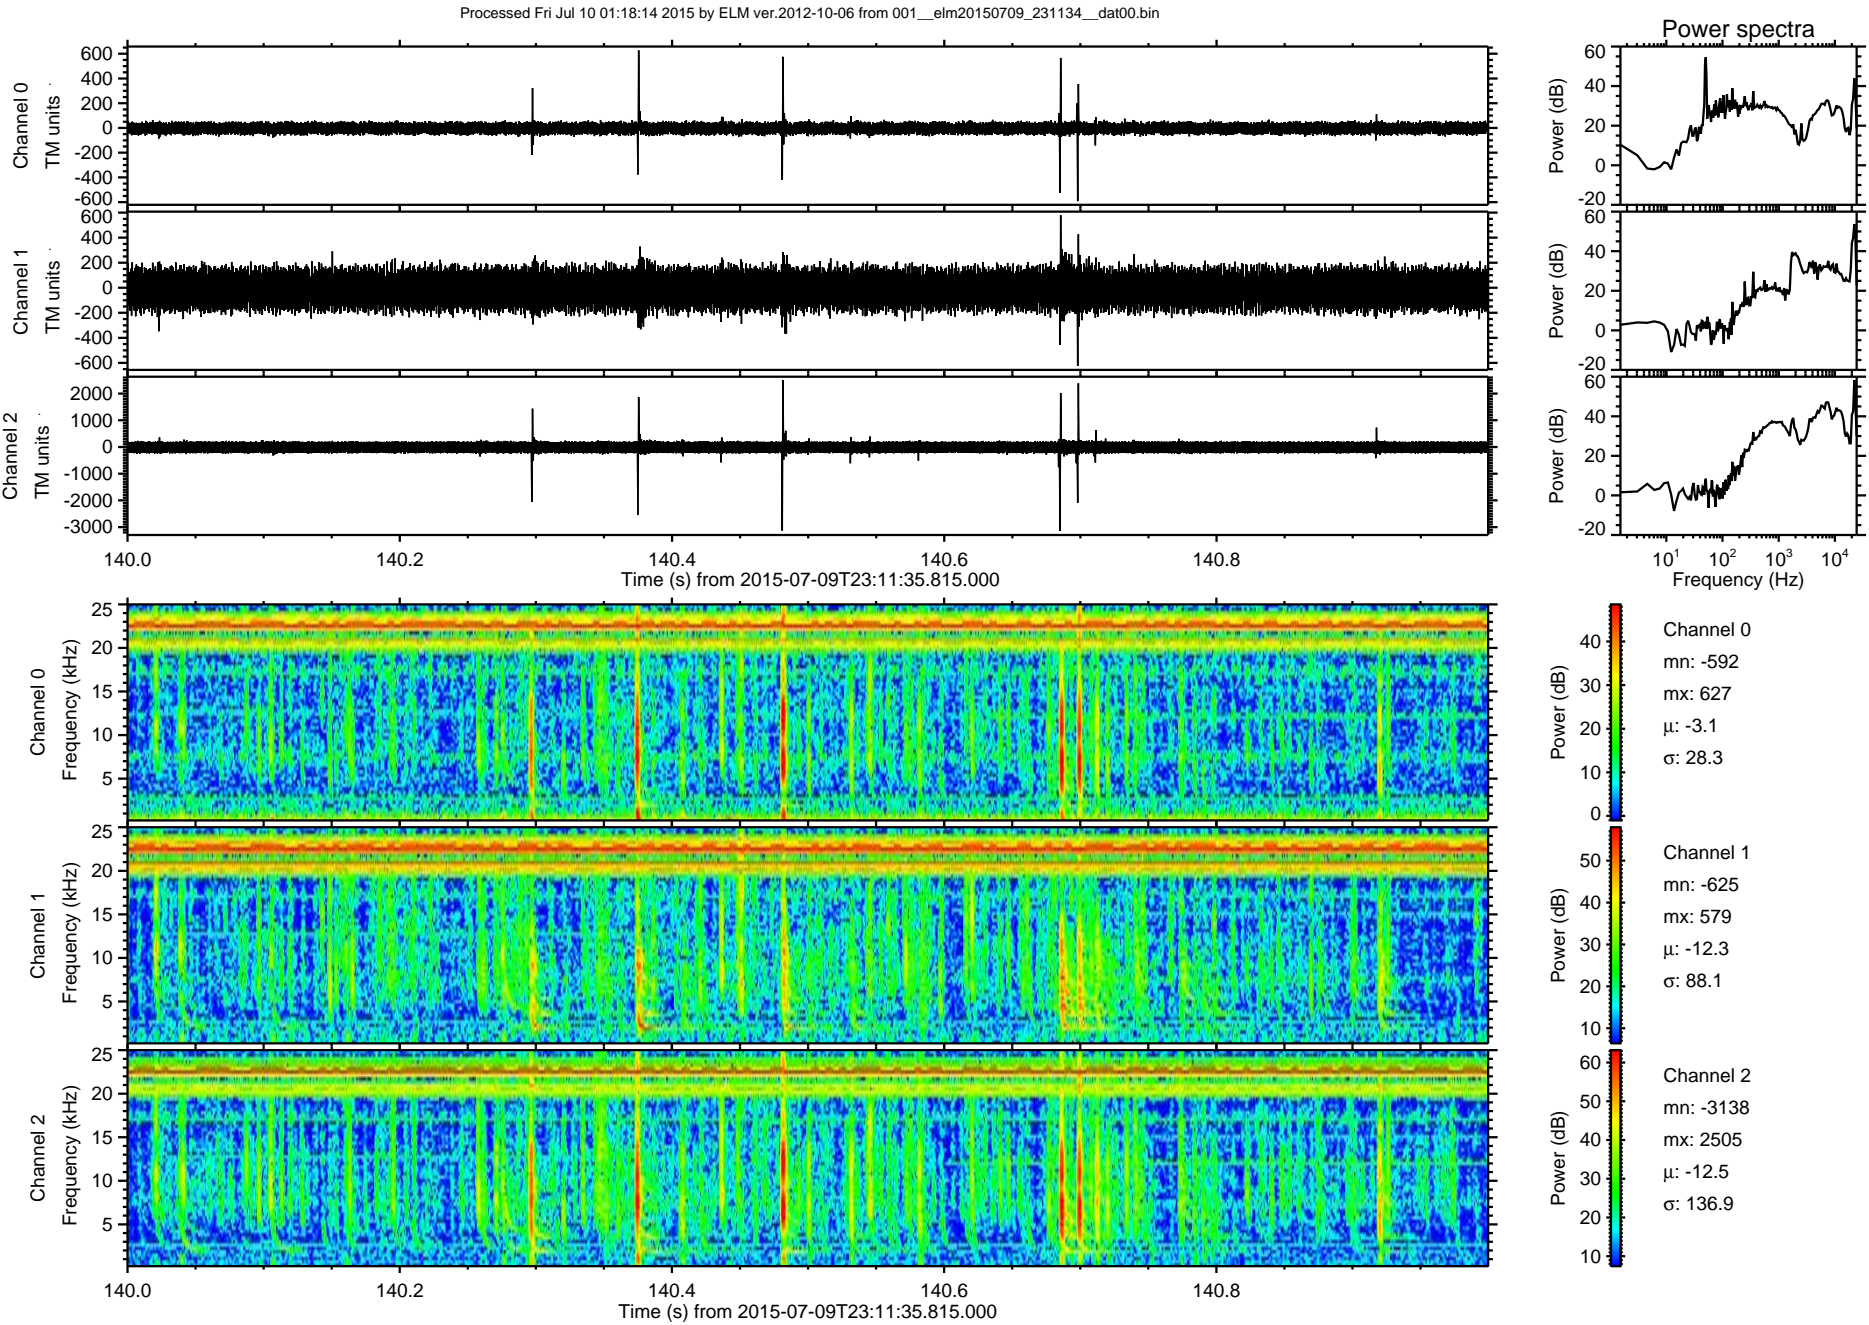 Processed Fri Jul 10 01:18:14 2015 by ELM ver.2012-10-06 from 001__elm20150709_231134__dat00.bin
Power spectra
Channel 0
TM units
600
400
200
0
-200
-400
-600
Power (dB)
60
40
20
0
-20
Channel 1
TM units
600
400
200
0
-200
-400
-600
Power (dB)
60
40
20
0
-20
Channel 2
TM units
2000
1000
0
-1000
-2000
-3000
Power (dB)
60
40
20
0
-20
140.0 140.2 140.4 140.6 140.8
Time (s) from 2015-07-09T23:11:35.815.000
10¹ 10² 10³ 10⁴
Frequency (Hz)
Channel 0
Frequency (kHz)
25
20
15
10
5
Power (dB)
40
30
20
10
0
Channel 0
mn: -592
mx: 627
μ: -3.1
σ: 28.3
Channel 1
Frequency (kHz)
25
20
15
10
5
Power (dB)
50
40
30
20
10
Channel 1
mn: -625
mx: 579
μ: -12.3
σ: 88.1
Channel 2
Frequency (kHz)
25
20
15
10
5
Power (dB)
60
50
40
30
20
10
Channel 2
mn: -3138
mx: 2505
μ: -12.5
σ: 136.9
140.0 140.2 140.4 140.6 140.8
Time (s) from 2015-07-09T23:11:35.815.000